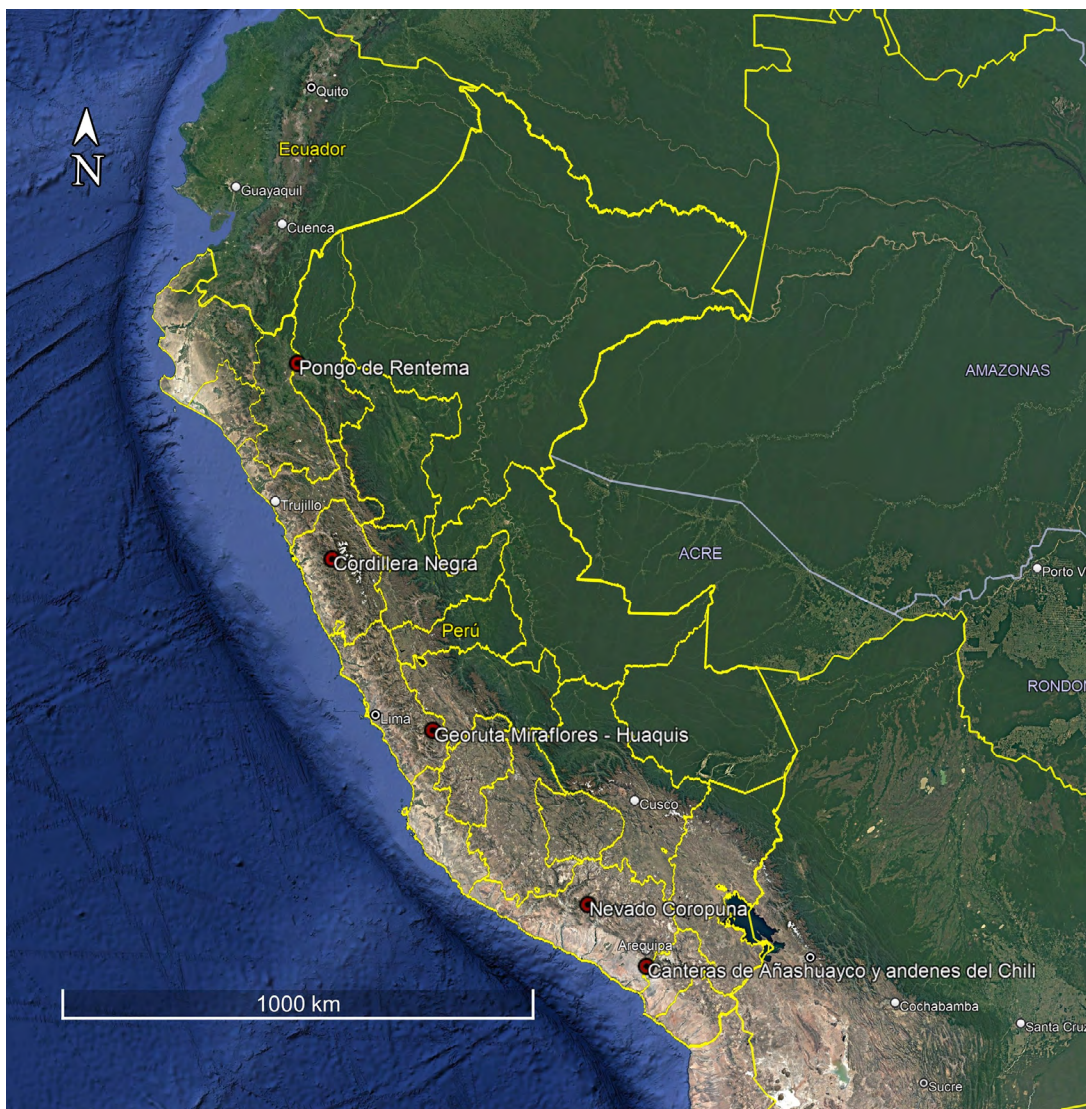 Quito
Ecuador
N
Guayaquil
Cuenca
Pongo de Rentema
AMAZONAS
Trujillo
ACRE
Cordillera Negra
Porto V
Perú
RONDON
Lima
Georuta Miraflores - Huaquis
Cusco
Nevado Coropuna
Arequipa
Canteras de Añashuayco y andenes del Chili
1000 km
Cochabamba
Santa Cruz
Sucre